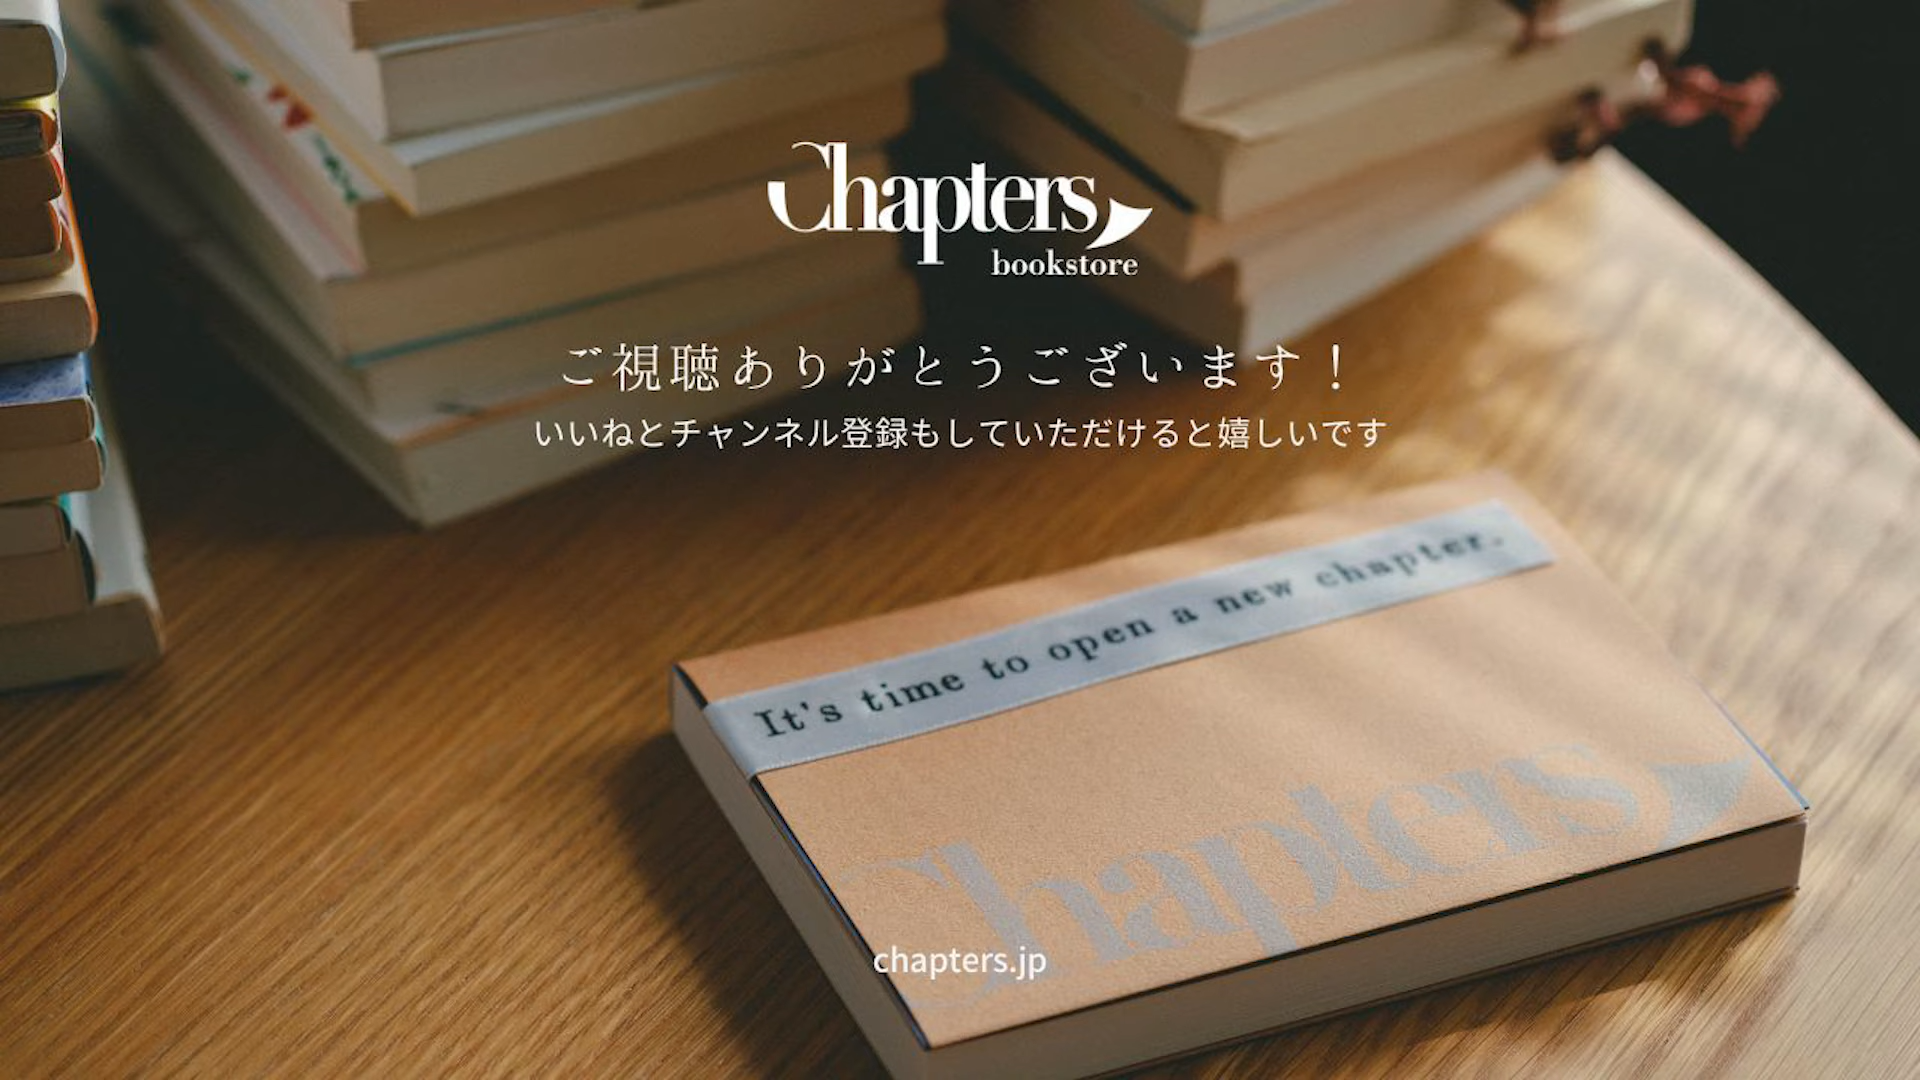 Chapters
bookstore
ご視聴ありがとうございます！
いいねとチャンネル登録もしていただけると嬉しいです
It's time to open a new chapter.
Chapters
chapters.jp